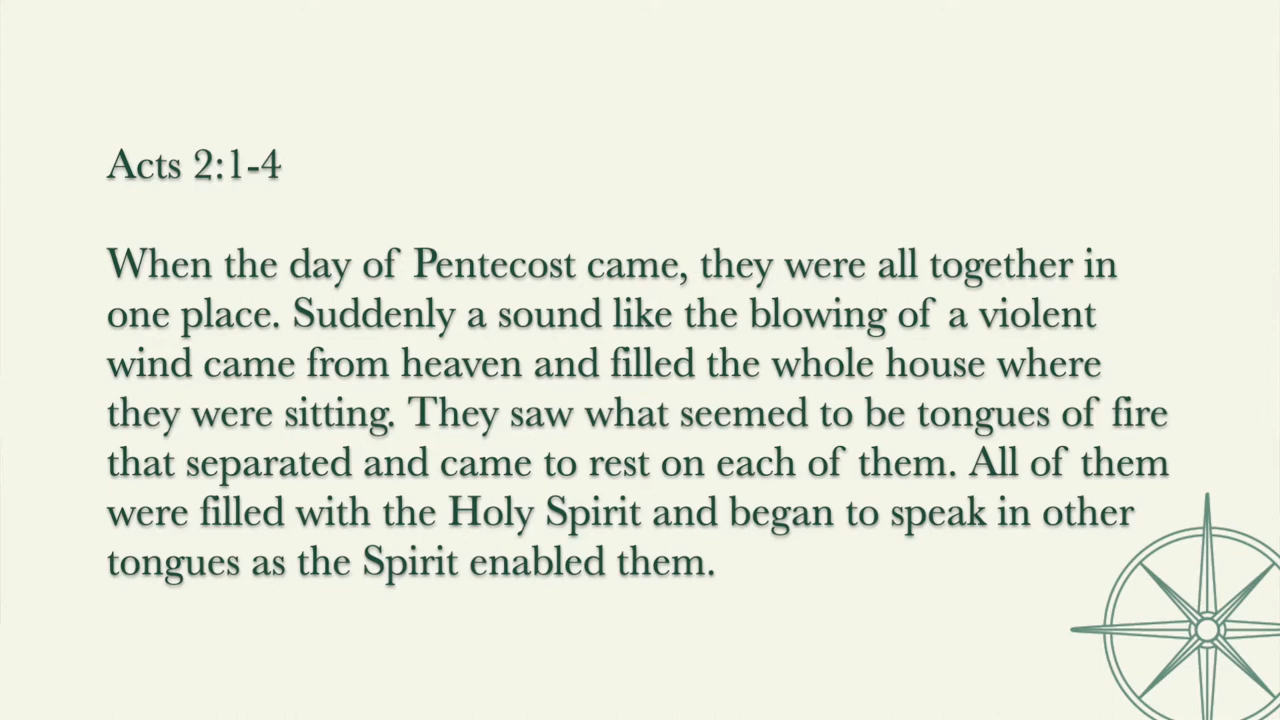 Acts 2:1-4
When the day of Pentecost came, they were all together in
one place. Suddenly a sound like the blowing of a violent
wind came from heaven and filled the whole house where
they were sitting. They saw what seemed to be tongues of fire
that separated and came to rest on each of them. All of them
were filled with the Holy Spirit and began to speak in other
tongues as the Spirit enabled them.